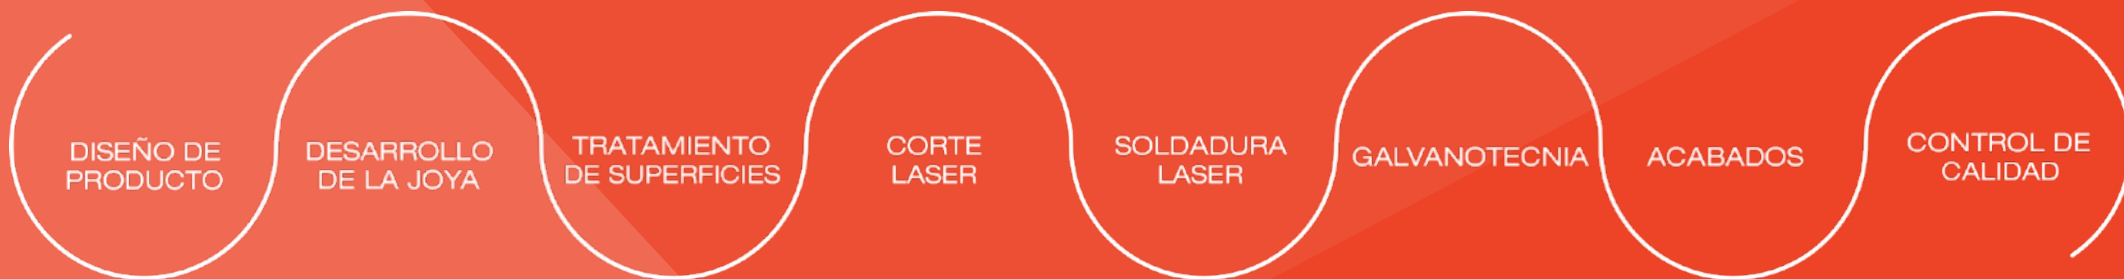 DISEÑO DE
PRODUCTO
DESARROLLO
DE LA JOYA
TRATAMIENTO
DE SUPERFICIES
CORTE
LASER
SOLDADURA
LASER
GALVANOTECNIA
ACABADOS
CONTROL DE
CALIDAD